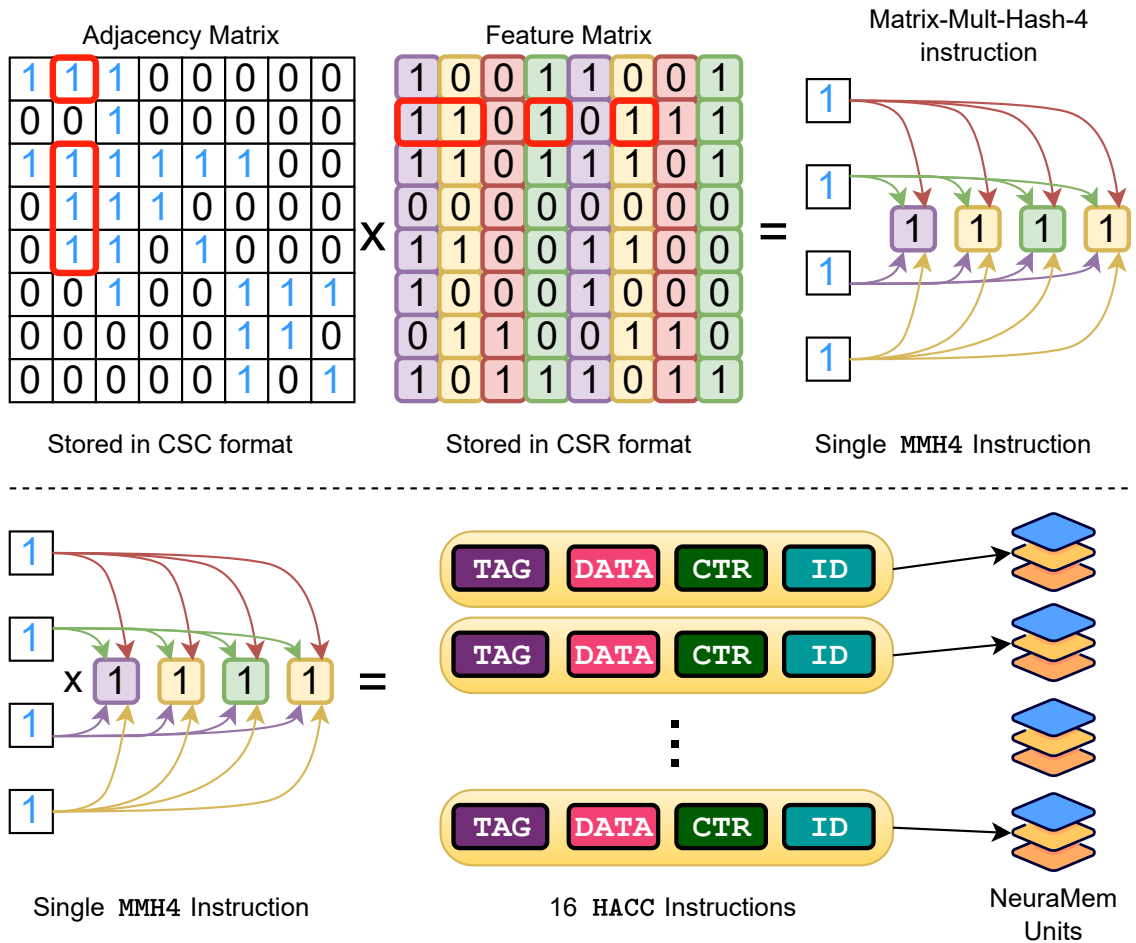 Adjacency Matrix
Feature Matrix
Matrix-Mult-Hash-4
instruction
1 1 1 0 0 0 0 0
0 0 1 0 0 0 0 0
1 1 1 1 1 1 0 0
0 1 1 1 0 0 0 0
0 1 1 0 1 0 0 0
0 0 1 0 0 1 1 1
0 0 0 0 0 1 1 0
0 0 0 0 0 1 0 1
x
1 0 0 1 1 0 0 1
1 1 0 1 0 1 1 1
1 1 0 1 1 1 0 1
0 0 0 0 0 0 0 0
1 1 0 0 1 1 0 0
1 0 0 0 1 0 0 0
0 1 1 0 0 1 1 0
1 0 1 1 1 0 1 1
=
1
1
1 1 1 1
1
1
Stored in CSC format
Stored in CSR format
Single MMH4 Instruction
1
1
x 1 1 1 1 =
1
1
TAG DATA CTR ID
TAG DATA CTR ID
TAG DATA CTR ID
Single MMH4 Instruction
16 HACC Instructions
NeuraMem
Units